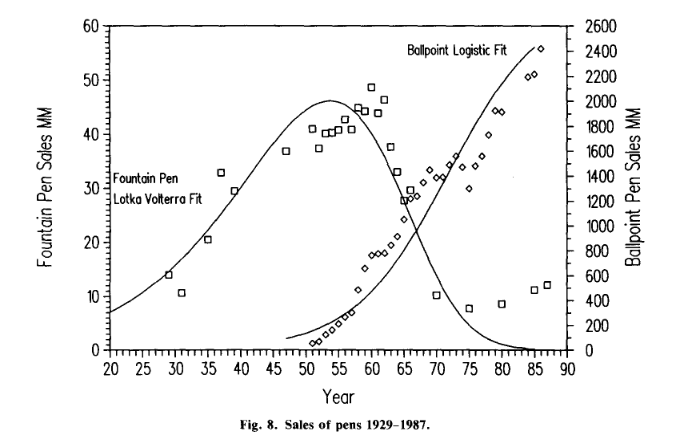 60
50
40
30
20
10
0
Fountain Pen Sales MM
Ballpoint Logistic Fit
Fountain Pen
Lotka Volterra Fit
2600
2400
2200
2000
1800
1600
1400
1200
1000
800
600
400
200
0
Ballpoint Pen Sales MM
20 25 30 35 40 45 50 55 60 65 70 75 80 85 90
Year
Fig. 8. Sales of pens 1929–1987.